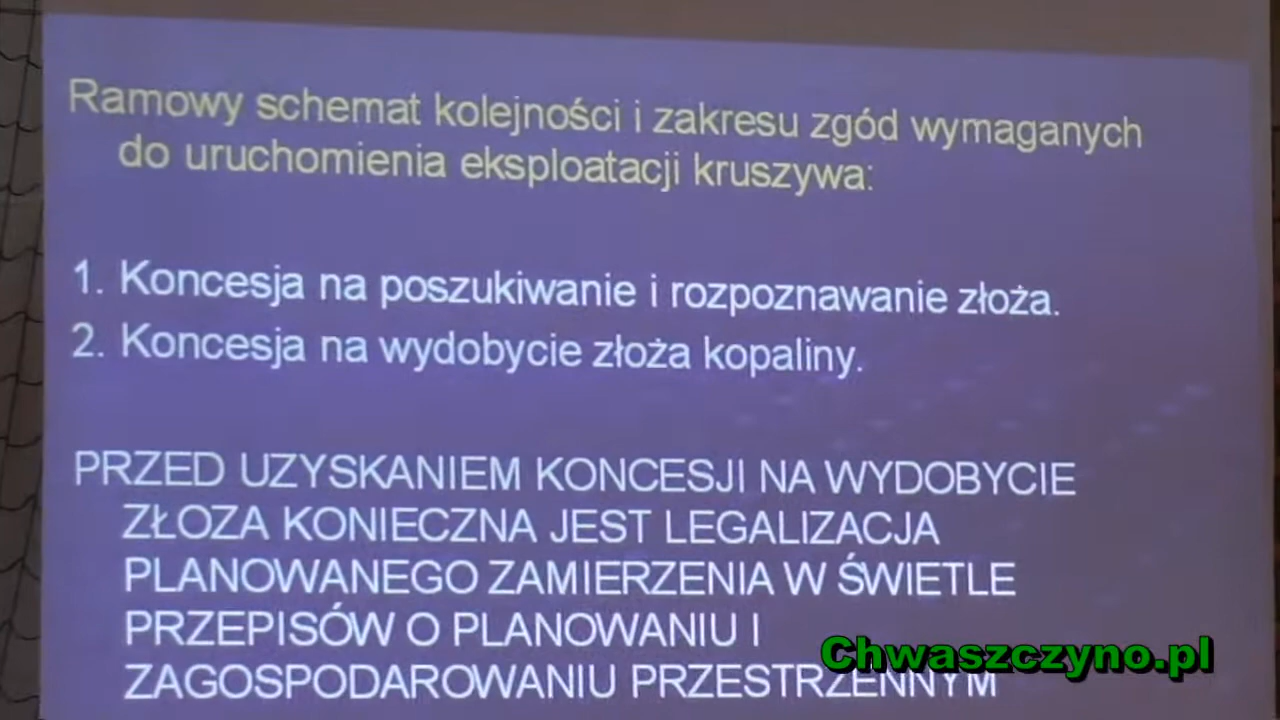 Ramowy schemat kolejności i zakresu zgód wymaganych
do uruchomienia eksploatacji kruszywa:
1. Koncesja na poszukiwanie i rozpoznawanie złoża.
2. Koncesja na wydobycie złoża kopaliny.
PRZED UZYSKANIEM KONCESJI NA WYDOBYCIE
ZŁOZA KONIECZNA JEST LEGALIZACJA
PLANOWANEGO ZAMIERZENIA W ŚWIETLE
PRZEPISÓW O PLANOWANIU I
ZAGOSPODAROWANIU PRZESTRZENNYM
Chwaszczyno.pl